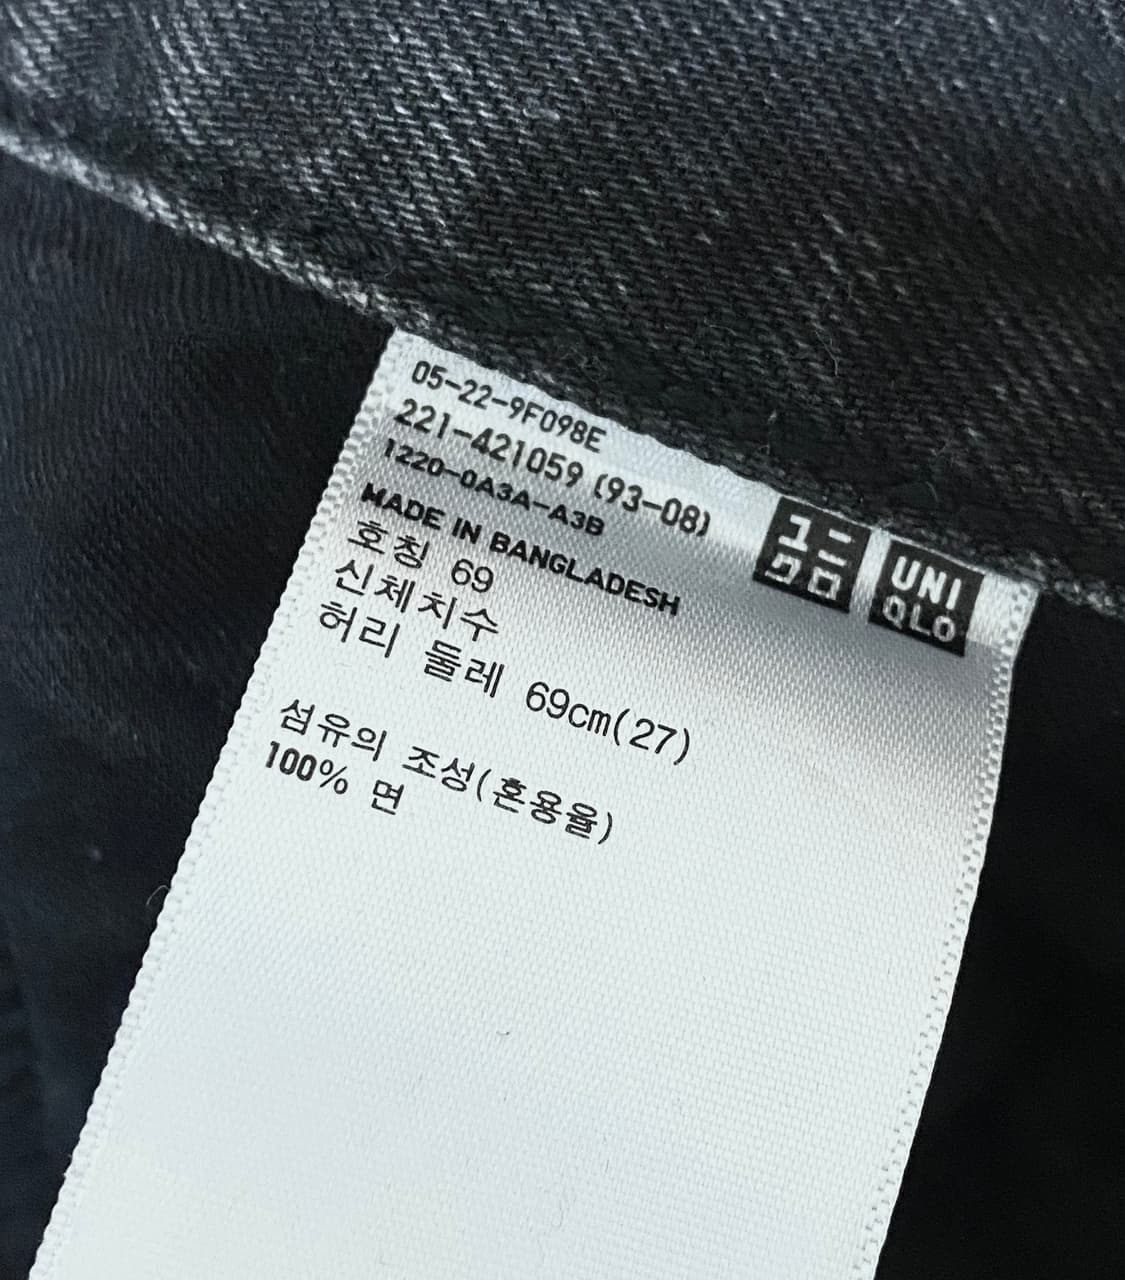 05-22-9F098E
221-421059 (93-08)
1220-0A3A-A3B
MADE IN BANGLADESH
호칭 69
신체치수
허리 둘레 69cm(27)
섬유의 조성(혼용율)
100% 면
ユニ
クロ
UNI
QLO